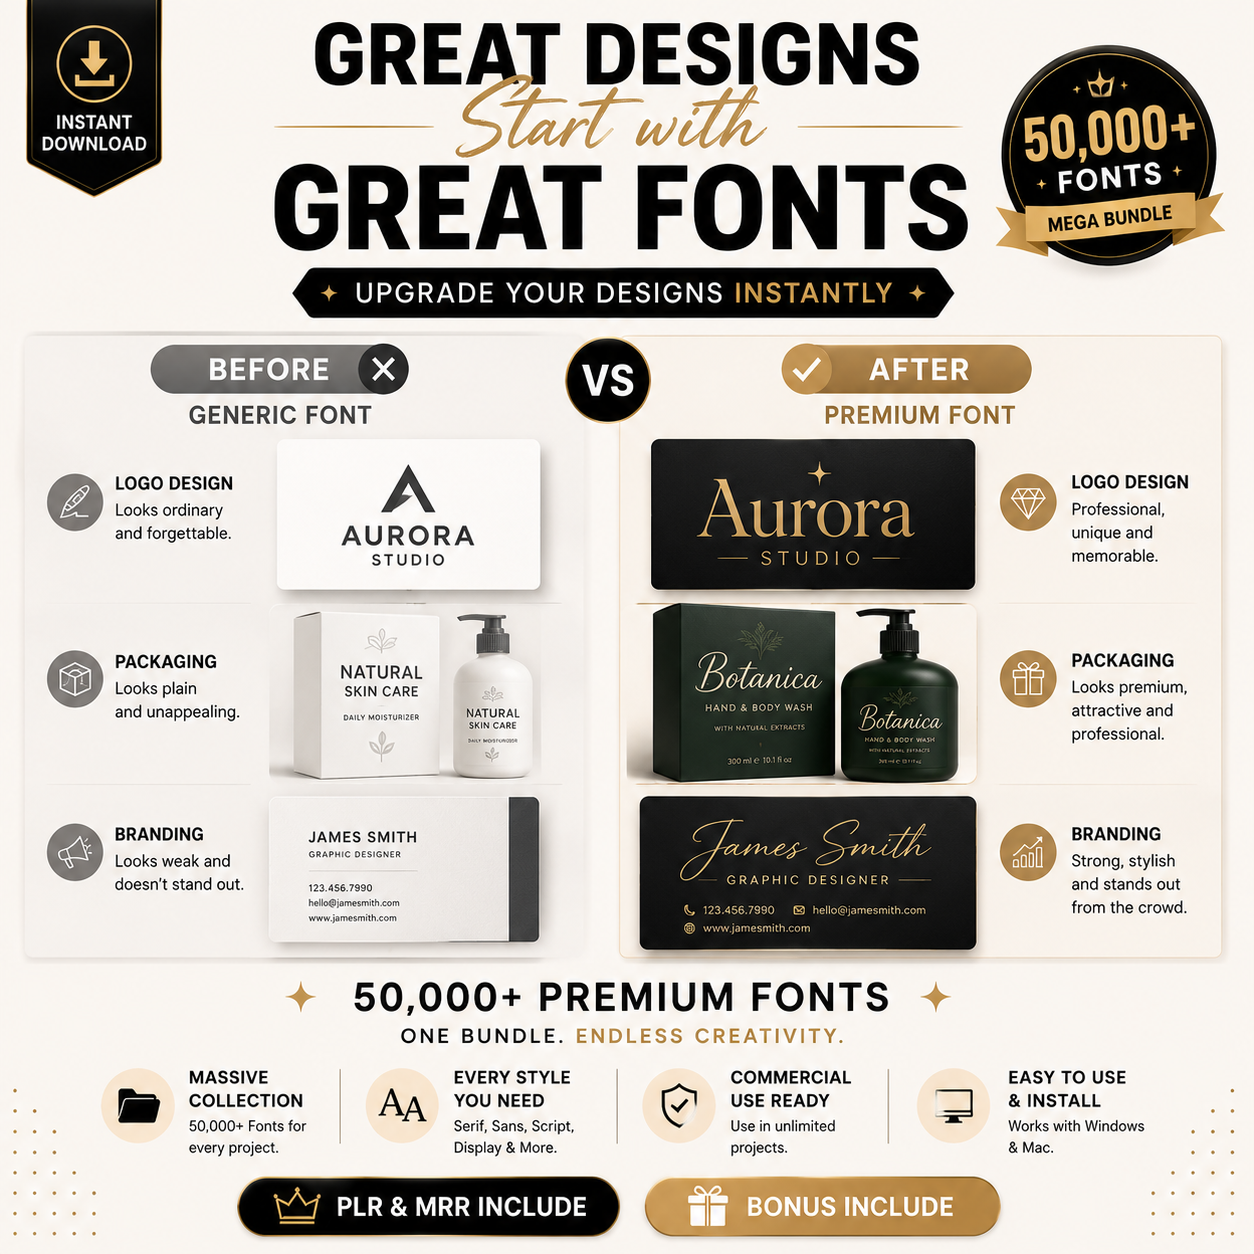 INSTANT
DOWNLOAD
GREAT DESIGNS
Start with
GREAT FONTS
50,000+
FONTS
MEGA BUNDLE
UPGRADE YOUR DESIGNS INSTANTLY
BEFORE
GENERIC FONT
VS
AFTER
PREMIUM FONT
LOGO DESIGN
Looks ordinary
and forgettable.
AURORA
STUDIO
Aurora
STUDIO
LOGO DESIGN
Professional,
unique and
memorable.
PACKAGING
Looks plain
and unappealing.
NATURAL
SKIN CARE
DAILY MOISTURIZER
NATURAL
SKIN CARE
DAILY MOISTURIZER
Botanica
HAND & BODY WASH
WITH NATURAL EXTRACTS
300 ml e 10.1 fl oz
Botanica
HAND & BODY WASH
WITH NATURAL EXTRACTS
PACKAGING
Looks premium,
attractive and
professional.
BRANDING
Looks weak and
doesn't stand out.
JAMES SMITH
GRAPHIC DESIGNER
123.456.7990
hello@jamesmith.com
www.jamesmith.com
James Smith
GRAPHIC DESIGNER
123.456.7990 hello@jamesmith.com
www.jamesmith.com
BRANDING
Strong, stylish
and stands out
from the crowd.
50,000+ PREMIUM FONTS
ONE BUNDLE. ENDLESS CREATIVITY.
MASSIVE
COLLECTION
50,000+ Fonts for
every project.
AA
EVERY STYLE
YOU NEED
Serif, Sans, Script,
Display & More.
COMMERCIAL
USE READY
Use in unlimited
projects.
EASY TO USE
& INSTALL
Works with Windows
& Mac.
PLR & MRR INCLUDE
BONUS INCLUDE